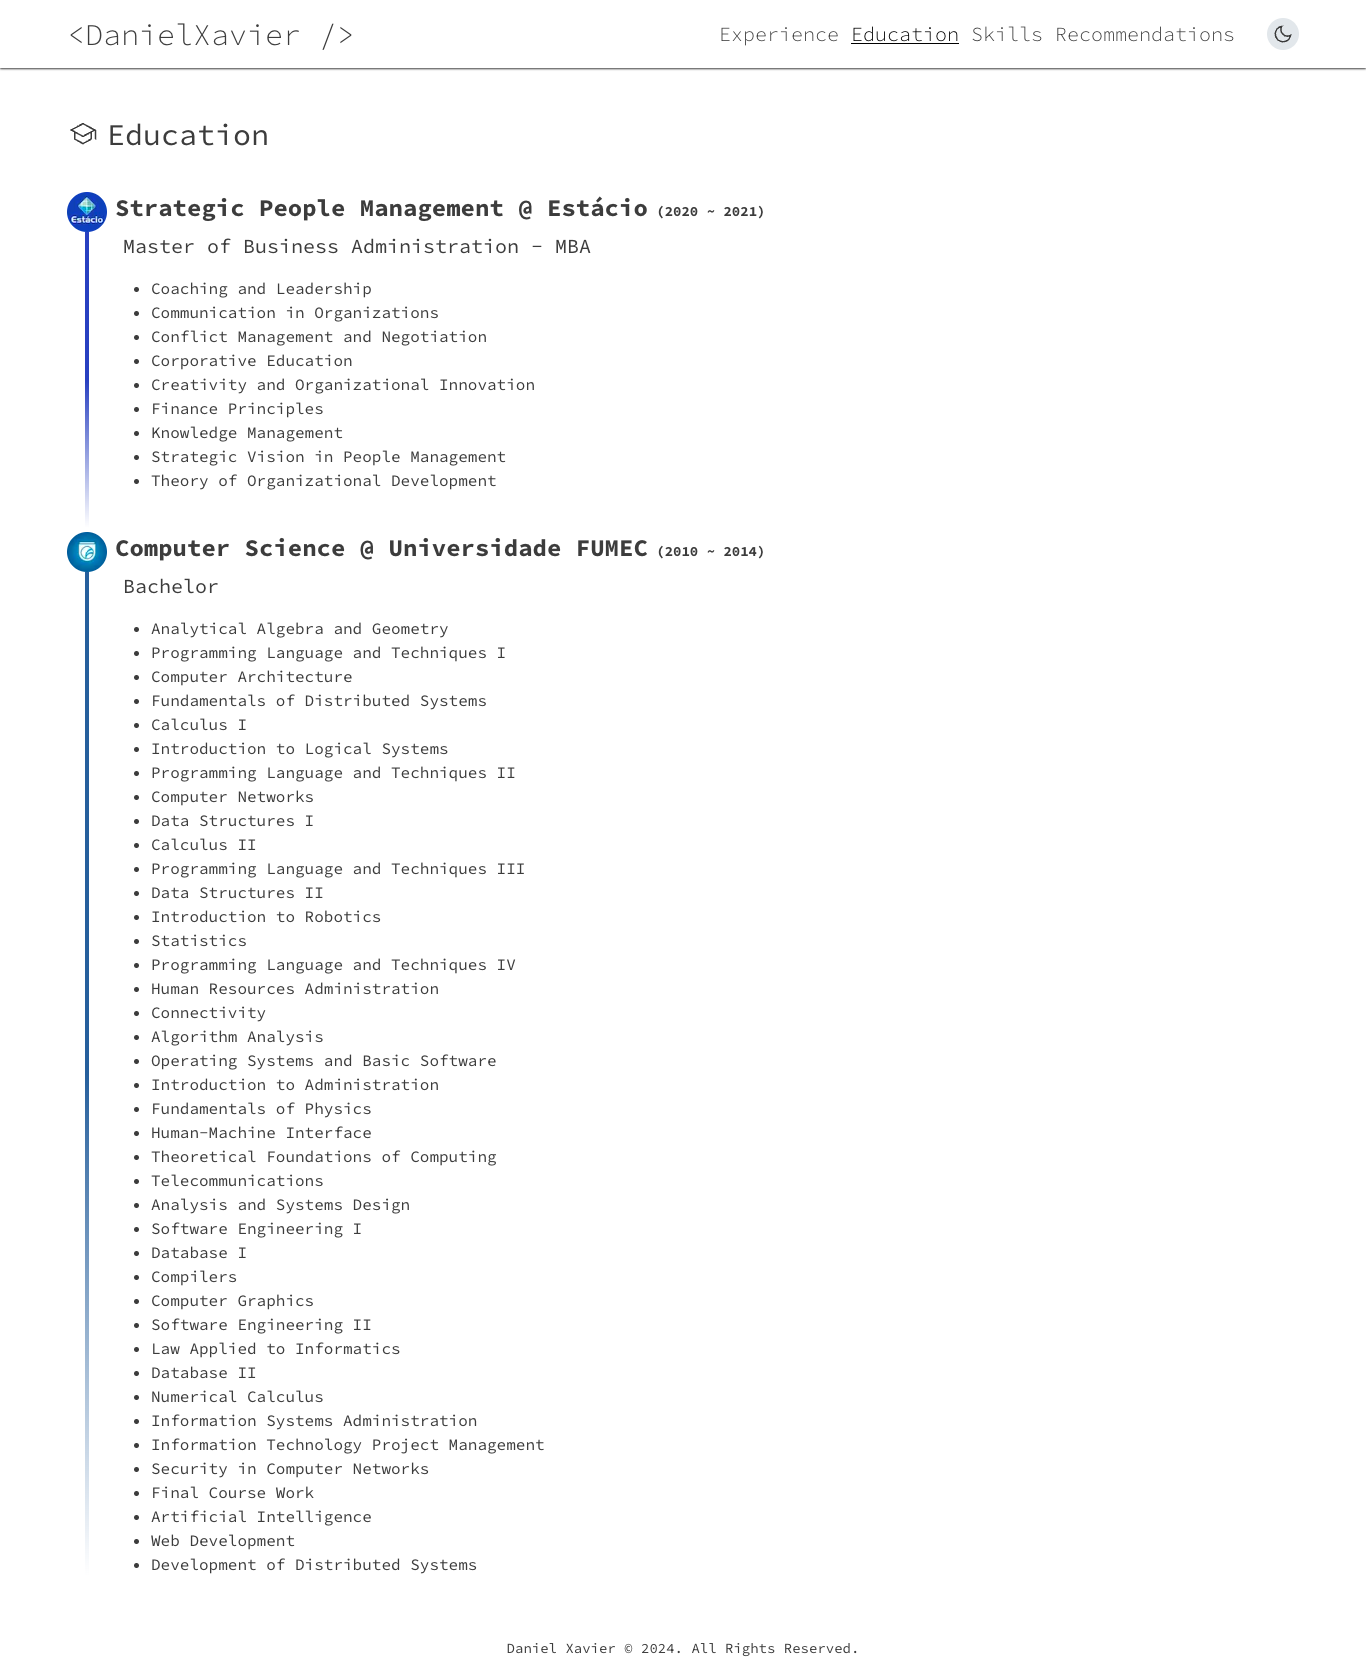 <DanielXavier />
Experience Education Skills Recommendations
Education
Estácio
Strategic People Management @ Estácio (2020 ~ 2021)
Master of Business Administration - MBA
• Coaching and Leadership
• Communication in Organizations
• Conflict Management and Negotiation
• Corporative Education
• Creativity and Organizational Innovation
• Finance Principles
• Knowledge Management
• Strategic Vision in People Management
• Theory of Organizational Development
Computer Science @ Universidade FUMEC (2010 ~ 2014)
Bachelor
• Analytical Algebra and Geometry
• Programming Language and Techniques I
• Computer Architecture
• Fundamentals of Distributed Systems
• Calculus I
• Introduction to Logical Systems
• Programming Language and Techniques II
• Computer Networks
• Data Structures I
• Calculus II
• Programming Language and Techniques III
• Data Structures II
• Introduction to Robotics
• Statistics
• Programming Language and Techniques IV
• Human Resources Administration
• Connectivity
• Algorithm Analysis
• Operating Systems and Basic Software
• Introduction to Administration
• Fundamentals of Physics
• Human-Machine Interface
• Theoretical Foundations of Computing
• Telecommunications
• Analysis and Systems Design
• Software Engineering I
• Database I
• Compilers
• Computer Graphics
• Software Engineering II
• Law Applied to Informatics
• Database II
• Numerical Calculus
• Information Systems Administration
• Information Technology Project Management
• Security in Computer Networks
• Final Course Work
• Artificial Intelligence
• Web Development
• Development of Distributed Systems
Daniel Xavier © 2024. All Rights Reserved.